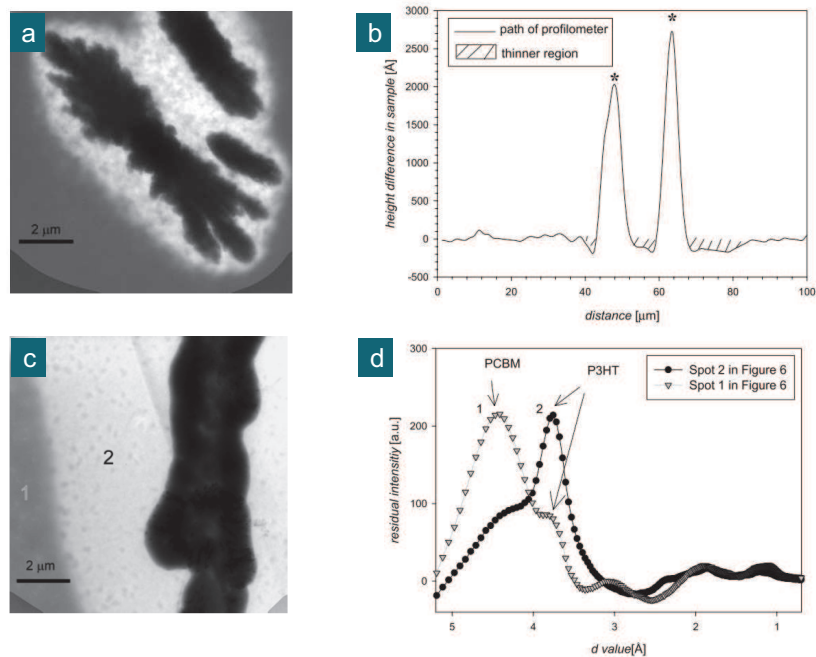 a
2 μm
b
path of profilometer
thinner region
height difference in sample [Å]
3000
2500
2000
1500
1000
500
0
-500
*
*
0
20
40
60
80
100
distance [μm]
c
1
2
2 μm
d
residual intensitiy [a.u.]
300
200
100
0
PCBM
P3HT
1
2
Spot 2 in Figure 6
Spot 1 in Figure 6
5
4
3
2
1
d value[Å]